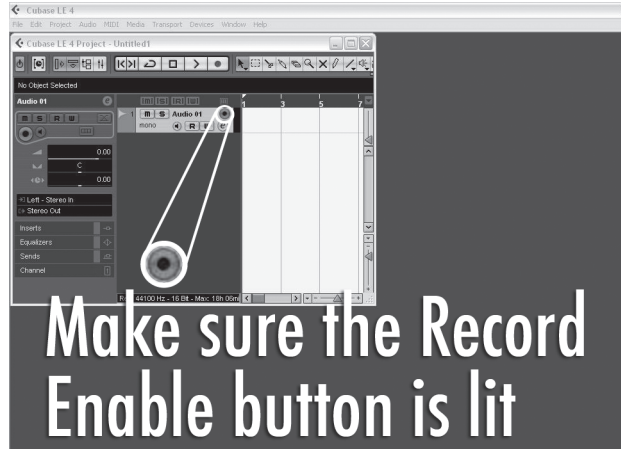 Cubase LE 4
File Edit Project Audio MIDI Media Transport Devices Window Help
Cubase LE 4 Project - Untitled1
No Object Selected
Audio 01
M S R W
1 M S Audio 01
mono R W
1 3 5 7
0.00
C
0.00
Left - Stereo In
Stereo Out
Inserts
Equalizers
Sends
Channel
44100 Hz - 16 Bit - Max: 18h 06m
Make sure the Record
Enable button is lit